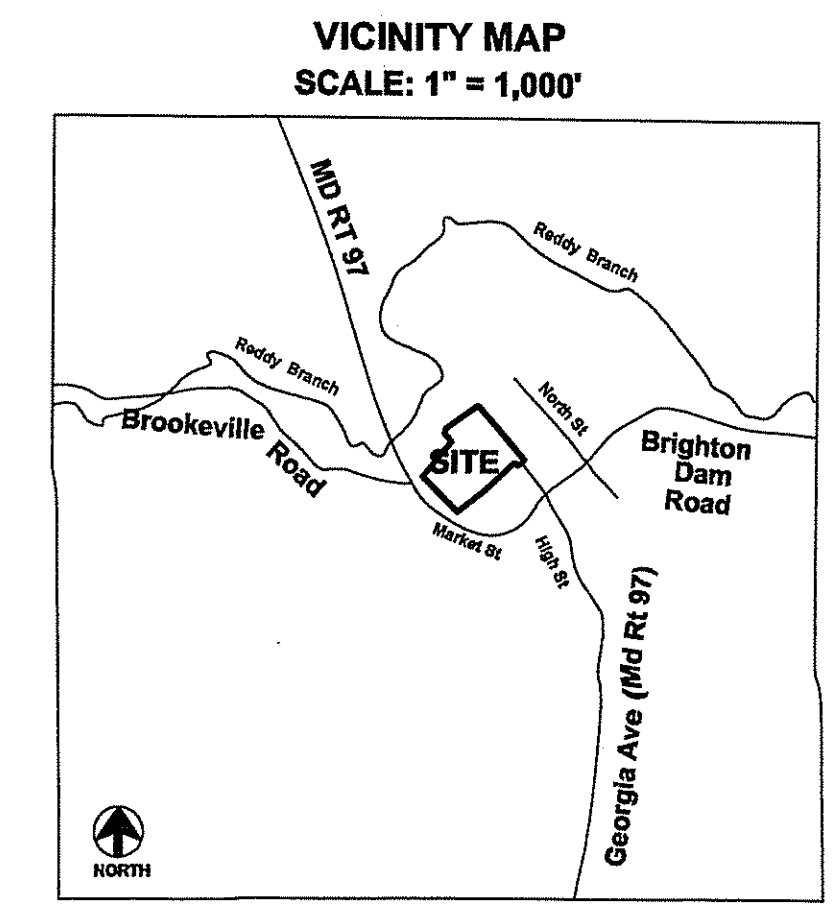 VICINITY MAP
SCALE: 1" = 1,000'
MD RT 97
Reddy Branch
Reddy Branch
North St
Brookeville
Road
SITE
Brighton
Dam
Road
Market St
High St
Georgia Ave (Md Rt 97)
NORTH